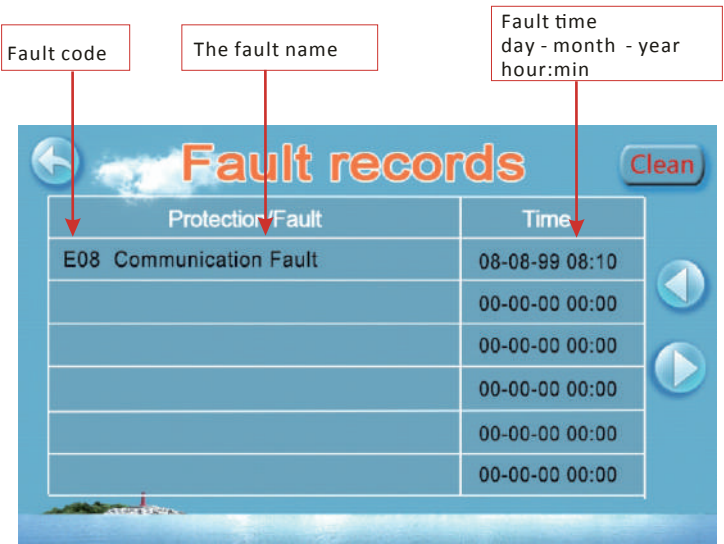 Fault code
The fault name
Fault time
day - month - year
hour:min
Fault records
Clean
Protection/Fault Time
E08 Communication Fault 08-08-99 08:10
00-00-00 00:00
00-00-00 00:00
00-00-00 00:00
00-00-00 00:00
00-00-00 00:00